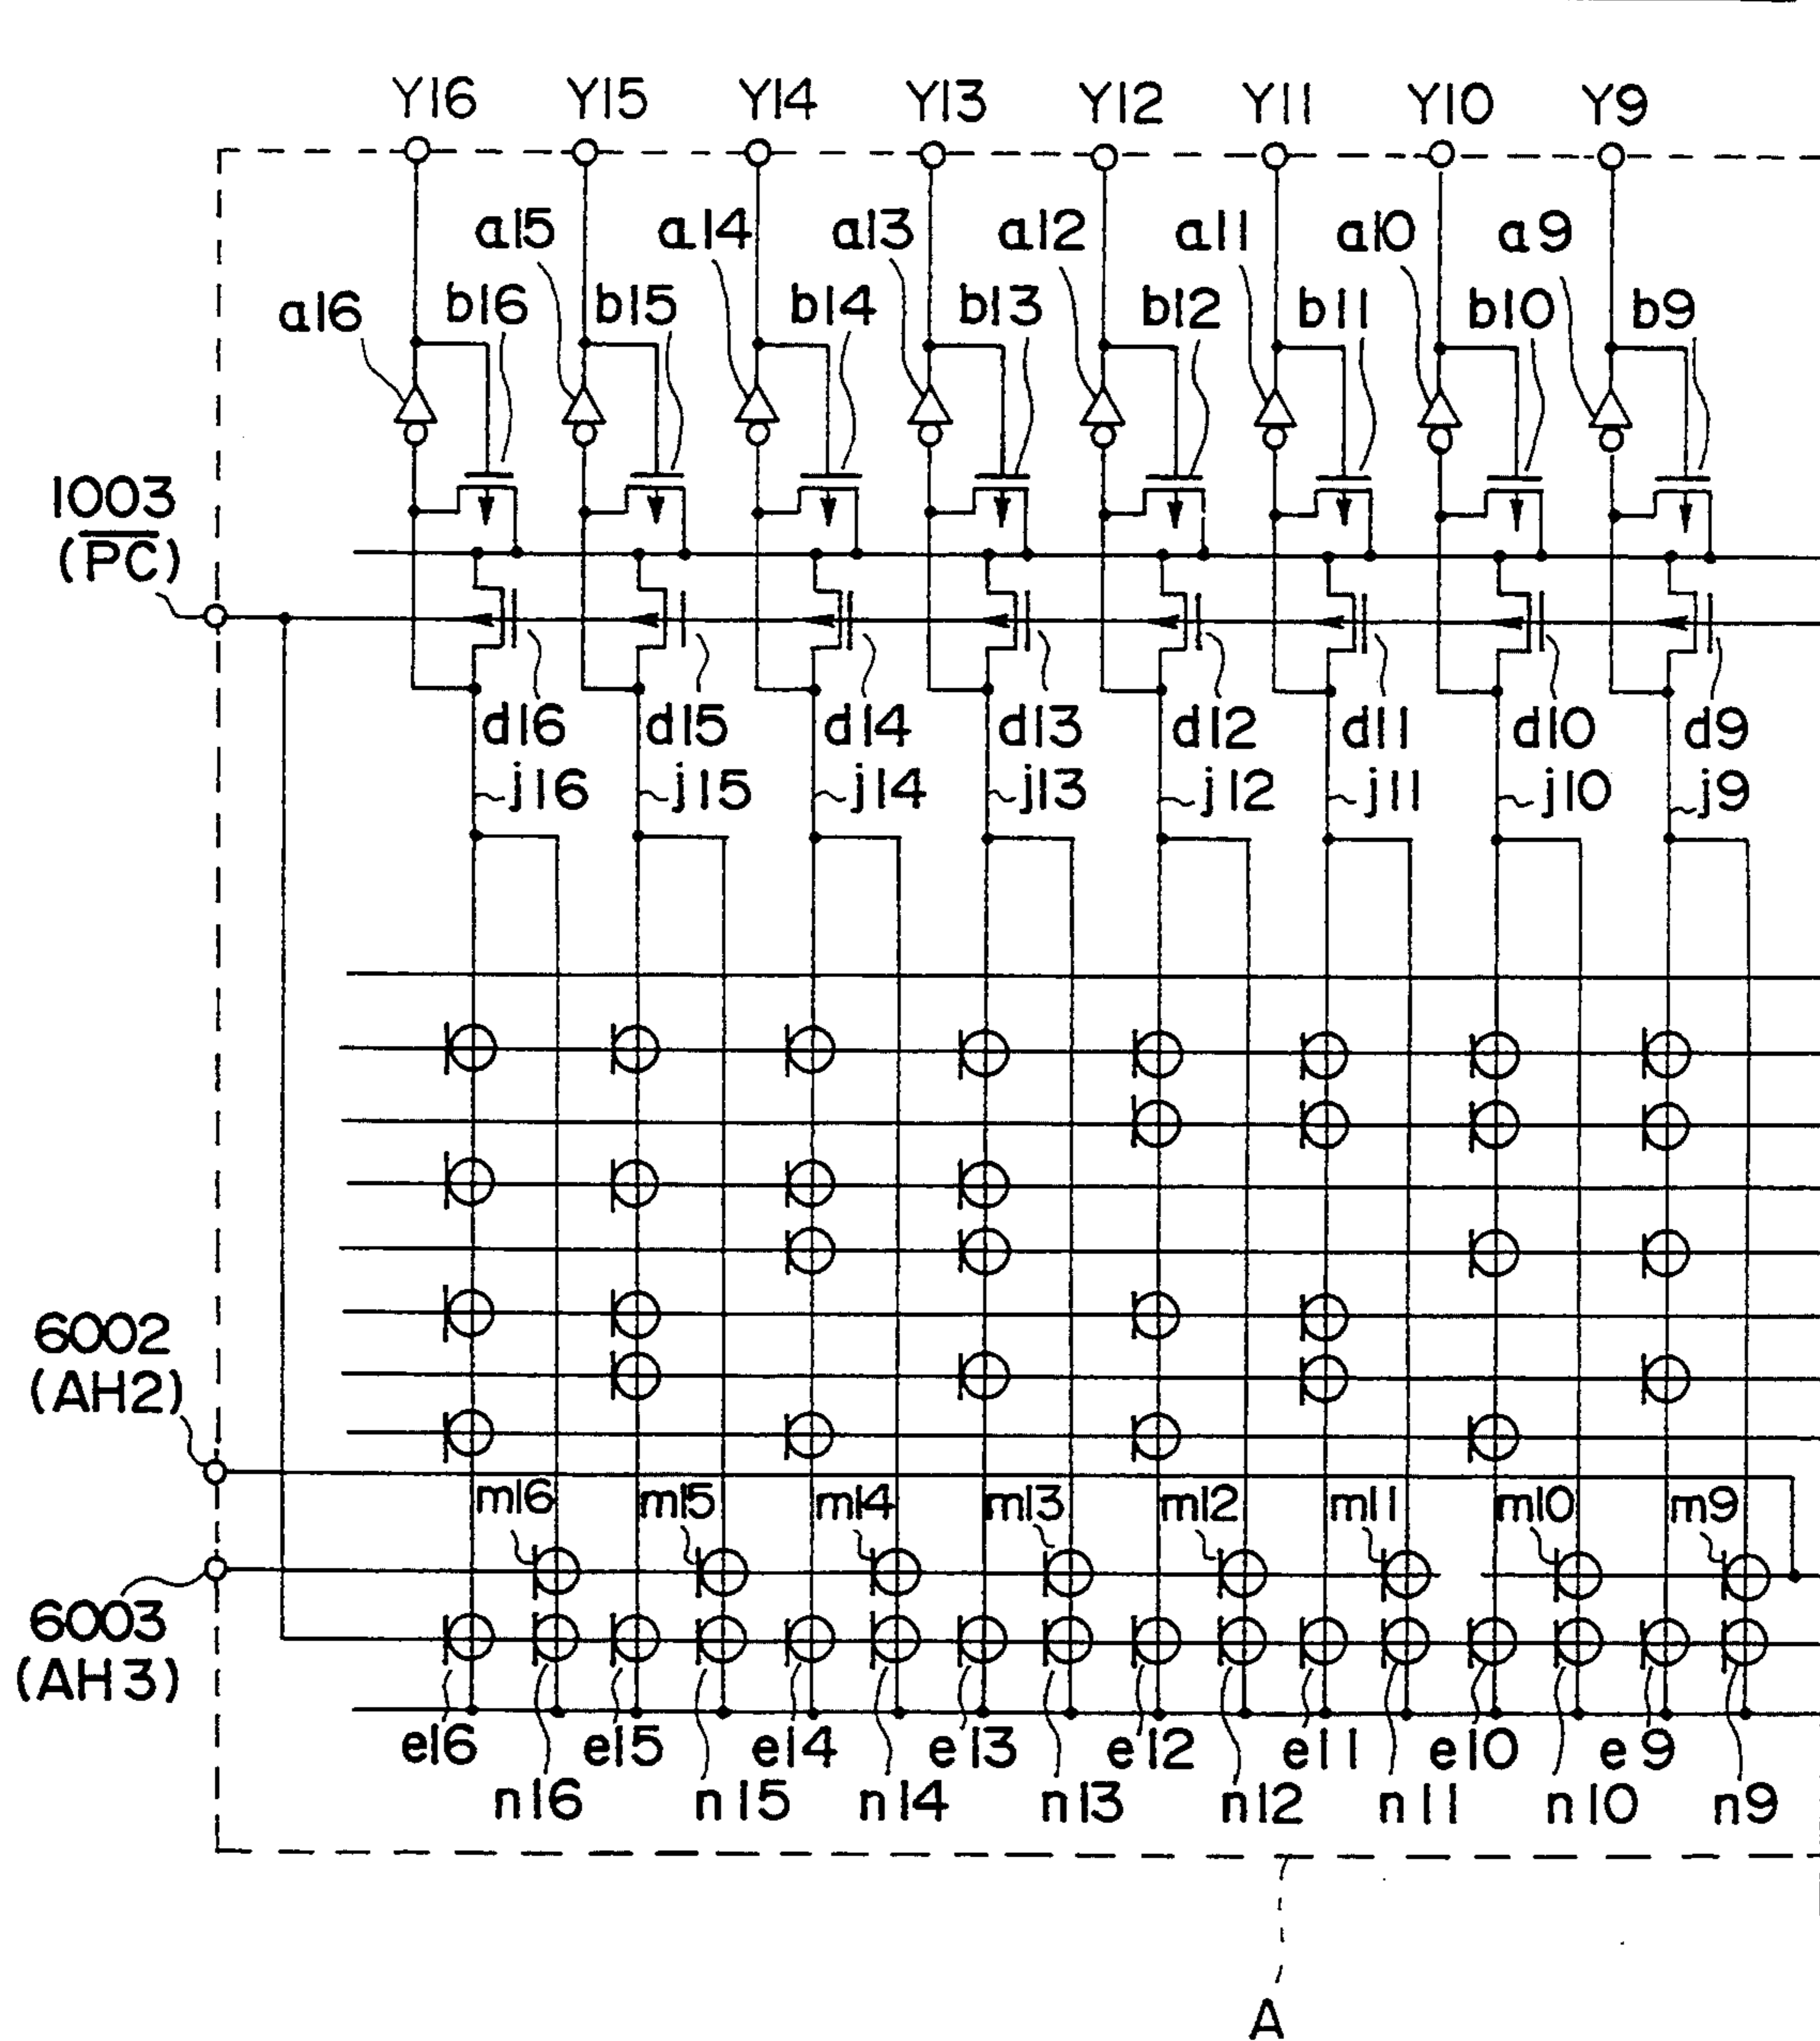 Y16 Y15 Y14 Y13 Y12 Y11 Y10 Y9
a15 a14 a13 a12 a11 a10 a9
a16 b16 b15 b14 b13 b12 b11 b10 b9
1003
(PC)
d16 d15 d14 d13 d12 d11 d10 d9
j16 j15 j14 j13 j12 j11 j10 j9
6002
(AH2)
m16 m15 m14 m13 m12 m11 m10 m9
6003
(AH3)
e16 e15 e14 e13 e12 e11 e10 e9
n16 n15 n14 n13 n12 n11 n10 n9
A